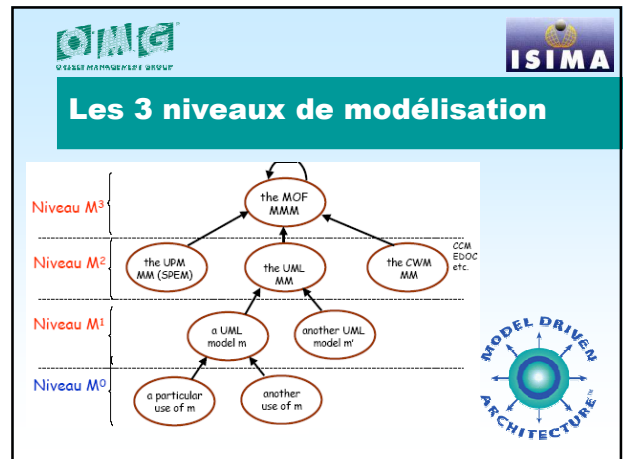 OMG
OBJECT MANAGEMENT GROUP
ISIMA
Les 3 niveaux de modélisation
Niveau M³
the MOF
MMM
Niveau M²
the UPM
MM (SPEM)
the UML
MM
the CWM
MM
CCM
EDOC
etc.
Niveau M¹
a UML
model m
another UML
model m'
Niveau M⁰
a particular
use of m
another
use of m
MODEL DRIVEN
ARCHITECTURE™